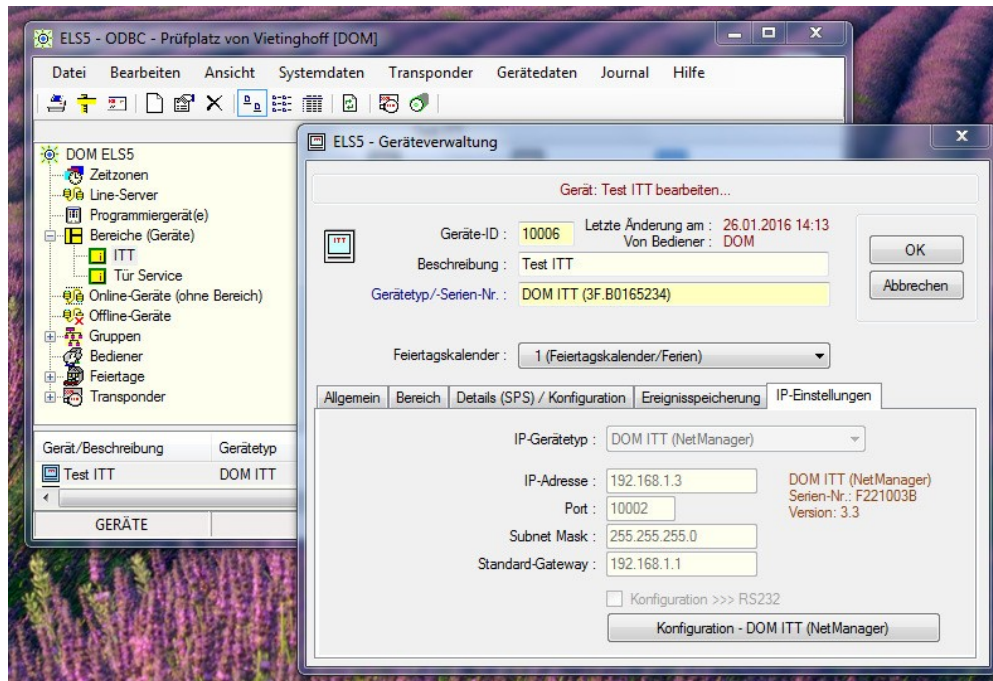 ELS5 - ODBC - Prüfplatz von Vietinghoff [DOM]
Datei Bearbeiten Ansicht Systemdaten Transponder Gerätedaten Journal Hilfe
DOM ELS5
Zeitzonen
Line-Server
Programmiergerät(e)
Bereiche (Geräte)
ITT
Tür Service
Online-Geräte (ohne Bereich)
Offline-Geräte
Gruppen
Bediener
Feiertage
Transponder
Gerät/Beschreibung Gerätetyp
Test ITT DOM ITT
GERÄTE
ELS5 - Geräteverwaltung
Gerät: Test ITT bearbeiten...
ITT
Geräte-ID : 10006 Letzte Änderung am : 26.01.2016 14:13
Von Bediener : DOM
Beschreibung : Test ITT
Gerätetyp/-Serien-Nr. : DOM ITT (3F.B0165234)
OK
Abbrechen
Feiertagskalender : 1 (Feiertagskalender/Ferien)
Allgemein Bereich Details (SPS) / Konfiguration Ereignisspeicherung IP-Einstellungen
IP-Gerätetyp : DOM ITT (NetManager)
IP-Adresse : 192.168.1.3
Port : 10002
Subnet Mask : 255.255.255.0
Standard-Gateway : 192.168.1.1
DOM ITT (NetManager)
Serien-Nr.: F221003B
Version: 3.3
Konfiguration >>> RS232
Konfiguration - DOM ITT (NetManager)